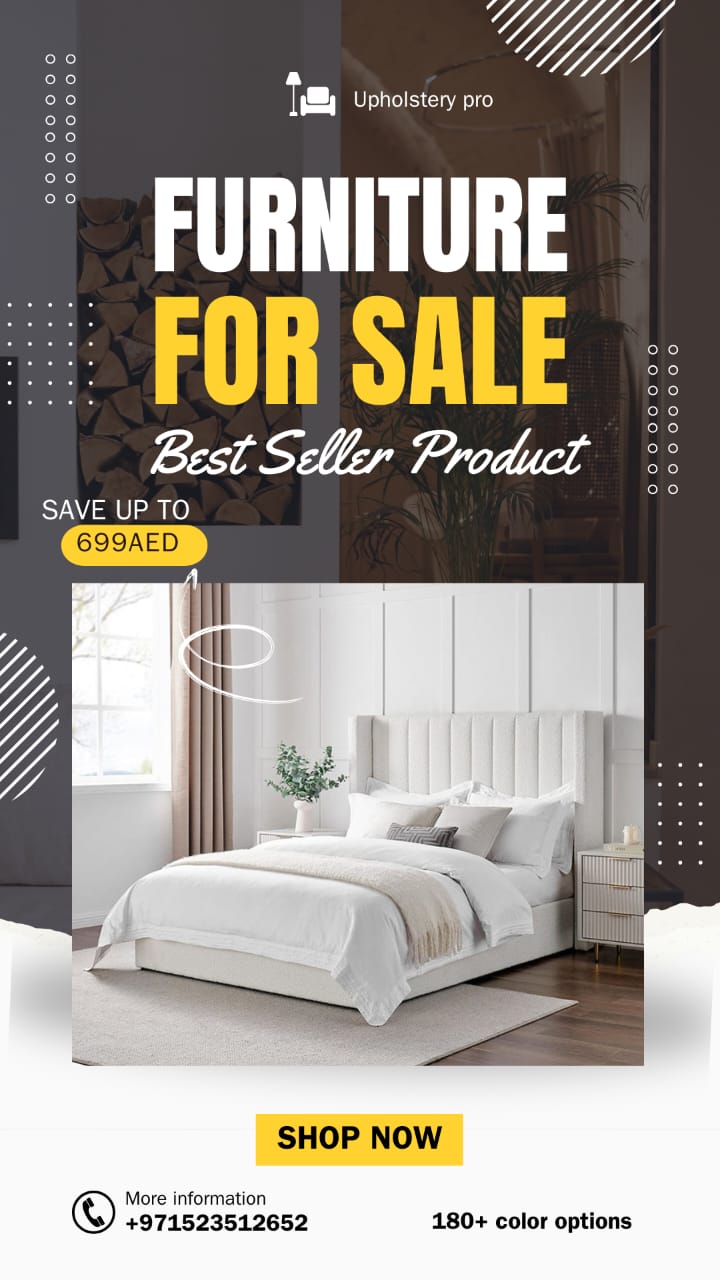 Upholstery pro
FURNITURE
FOR SALE
Best Seller Product
SAVE UP TO
699AED
SHOP NOW
More information
+971523512652
180+ color options